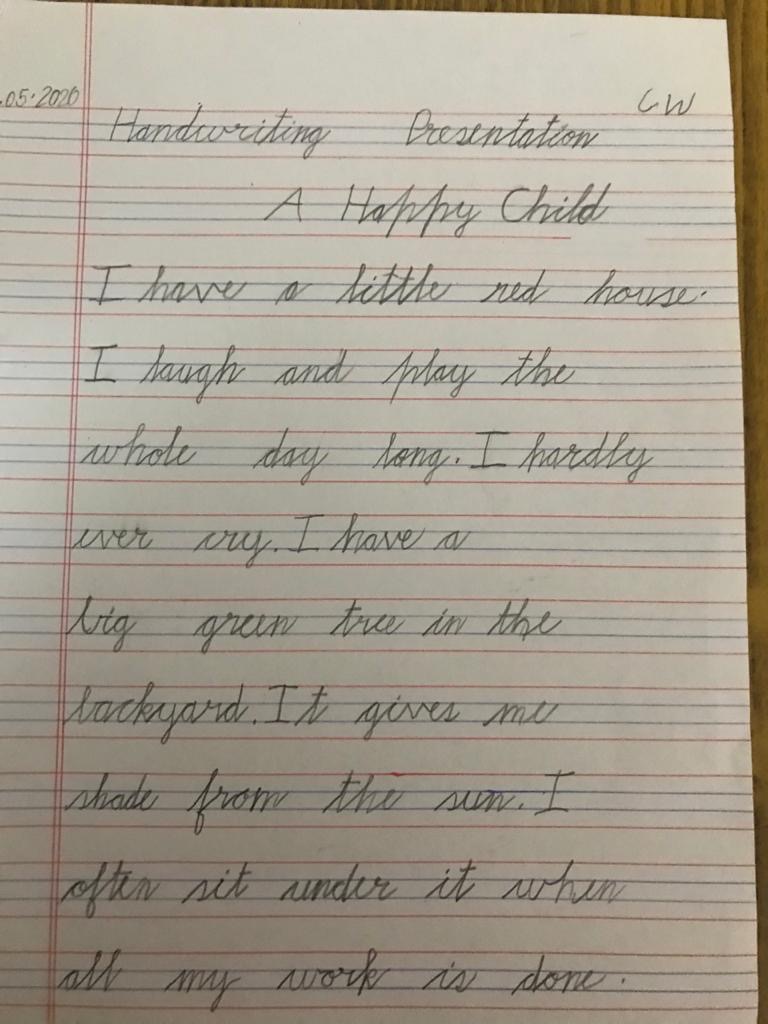 .05.2020
CW
Handwriting Presentation
A Happy Child
I have a little red house.
I laugh and play the
whole day long. I hardly
ever cry. I have a
big green tree in the
backyard. It gives me
shade from the sun. I
often sit under it when
all my work is done.